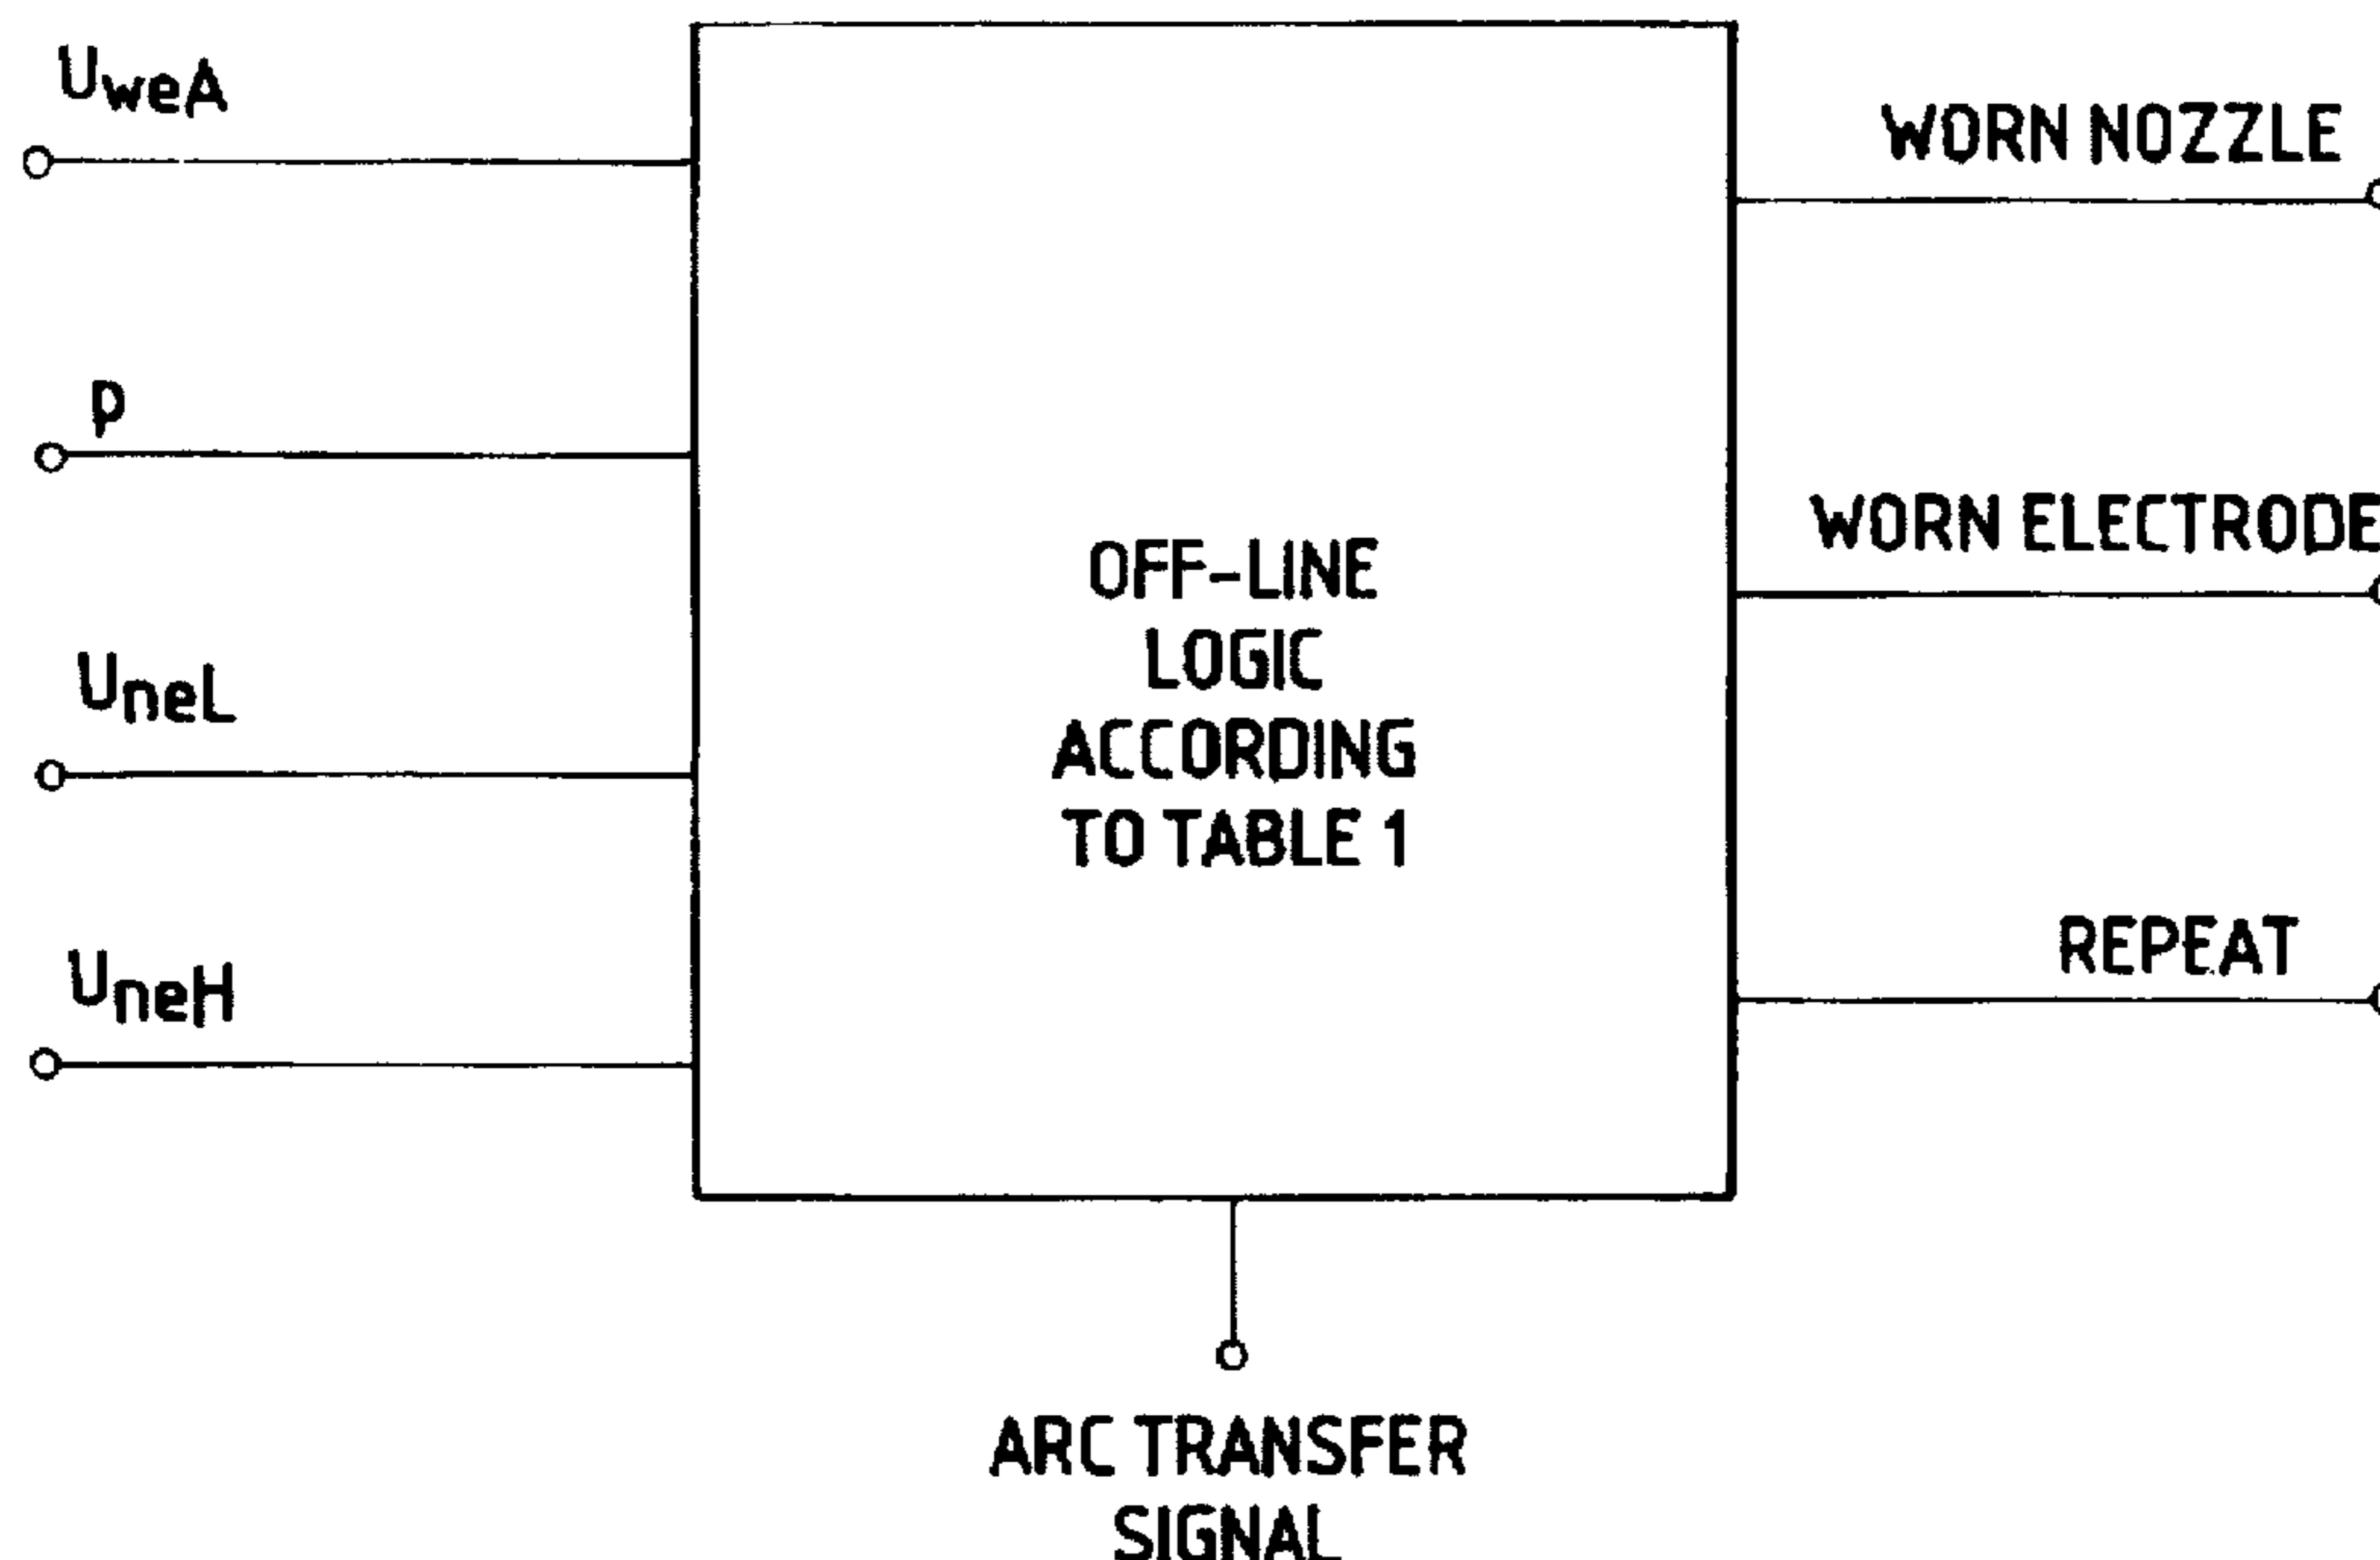 UweA
p
UneL
UneH
OFF-LINE
LOGIC
ACCORDING
TO TABLE 1
WORN NOZZLE
WORN ELECTRODE
REPEAT
ARC TRANSFER
SIGNAL